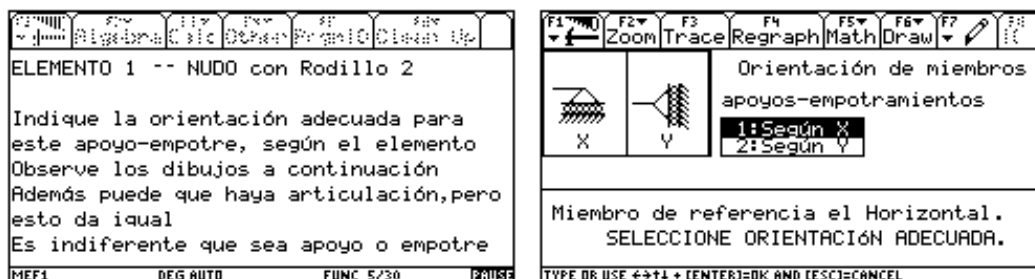 Algebra Calc Other PrgmIO Clean Up
ELEMENTO 1 -- NUDO con Rodillo 2
Indique la orientación adecuada para
este apoyo-empotre, según el elemento
Observe los dibujos a continuación
Además puede que haya articulación,pero
esto da igual
Es indiferente que sea apoyo o empotre
MEF1 DEG AUTO FUNC 5/30 PAUSE
F1 F2 F3 F4 F5 F6 F7
Zoom Trace Regraph Math Draw
Orientación de miembros
apoyos-empotramientos
1:Según X
2:Según Y
X Y
Miembro de referencia el Horizontal.
SELECCIONE ORIENTACIóN ADECUADA.
TYPE OR USE ←→↑↓ + [ENTER]=OK AND [ESC]=CANCEL